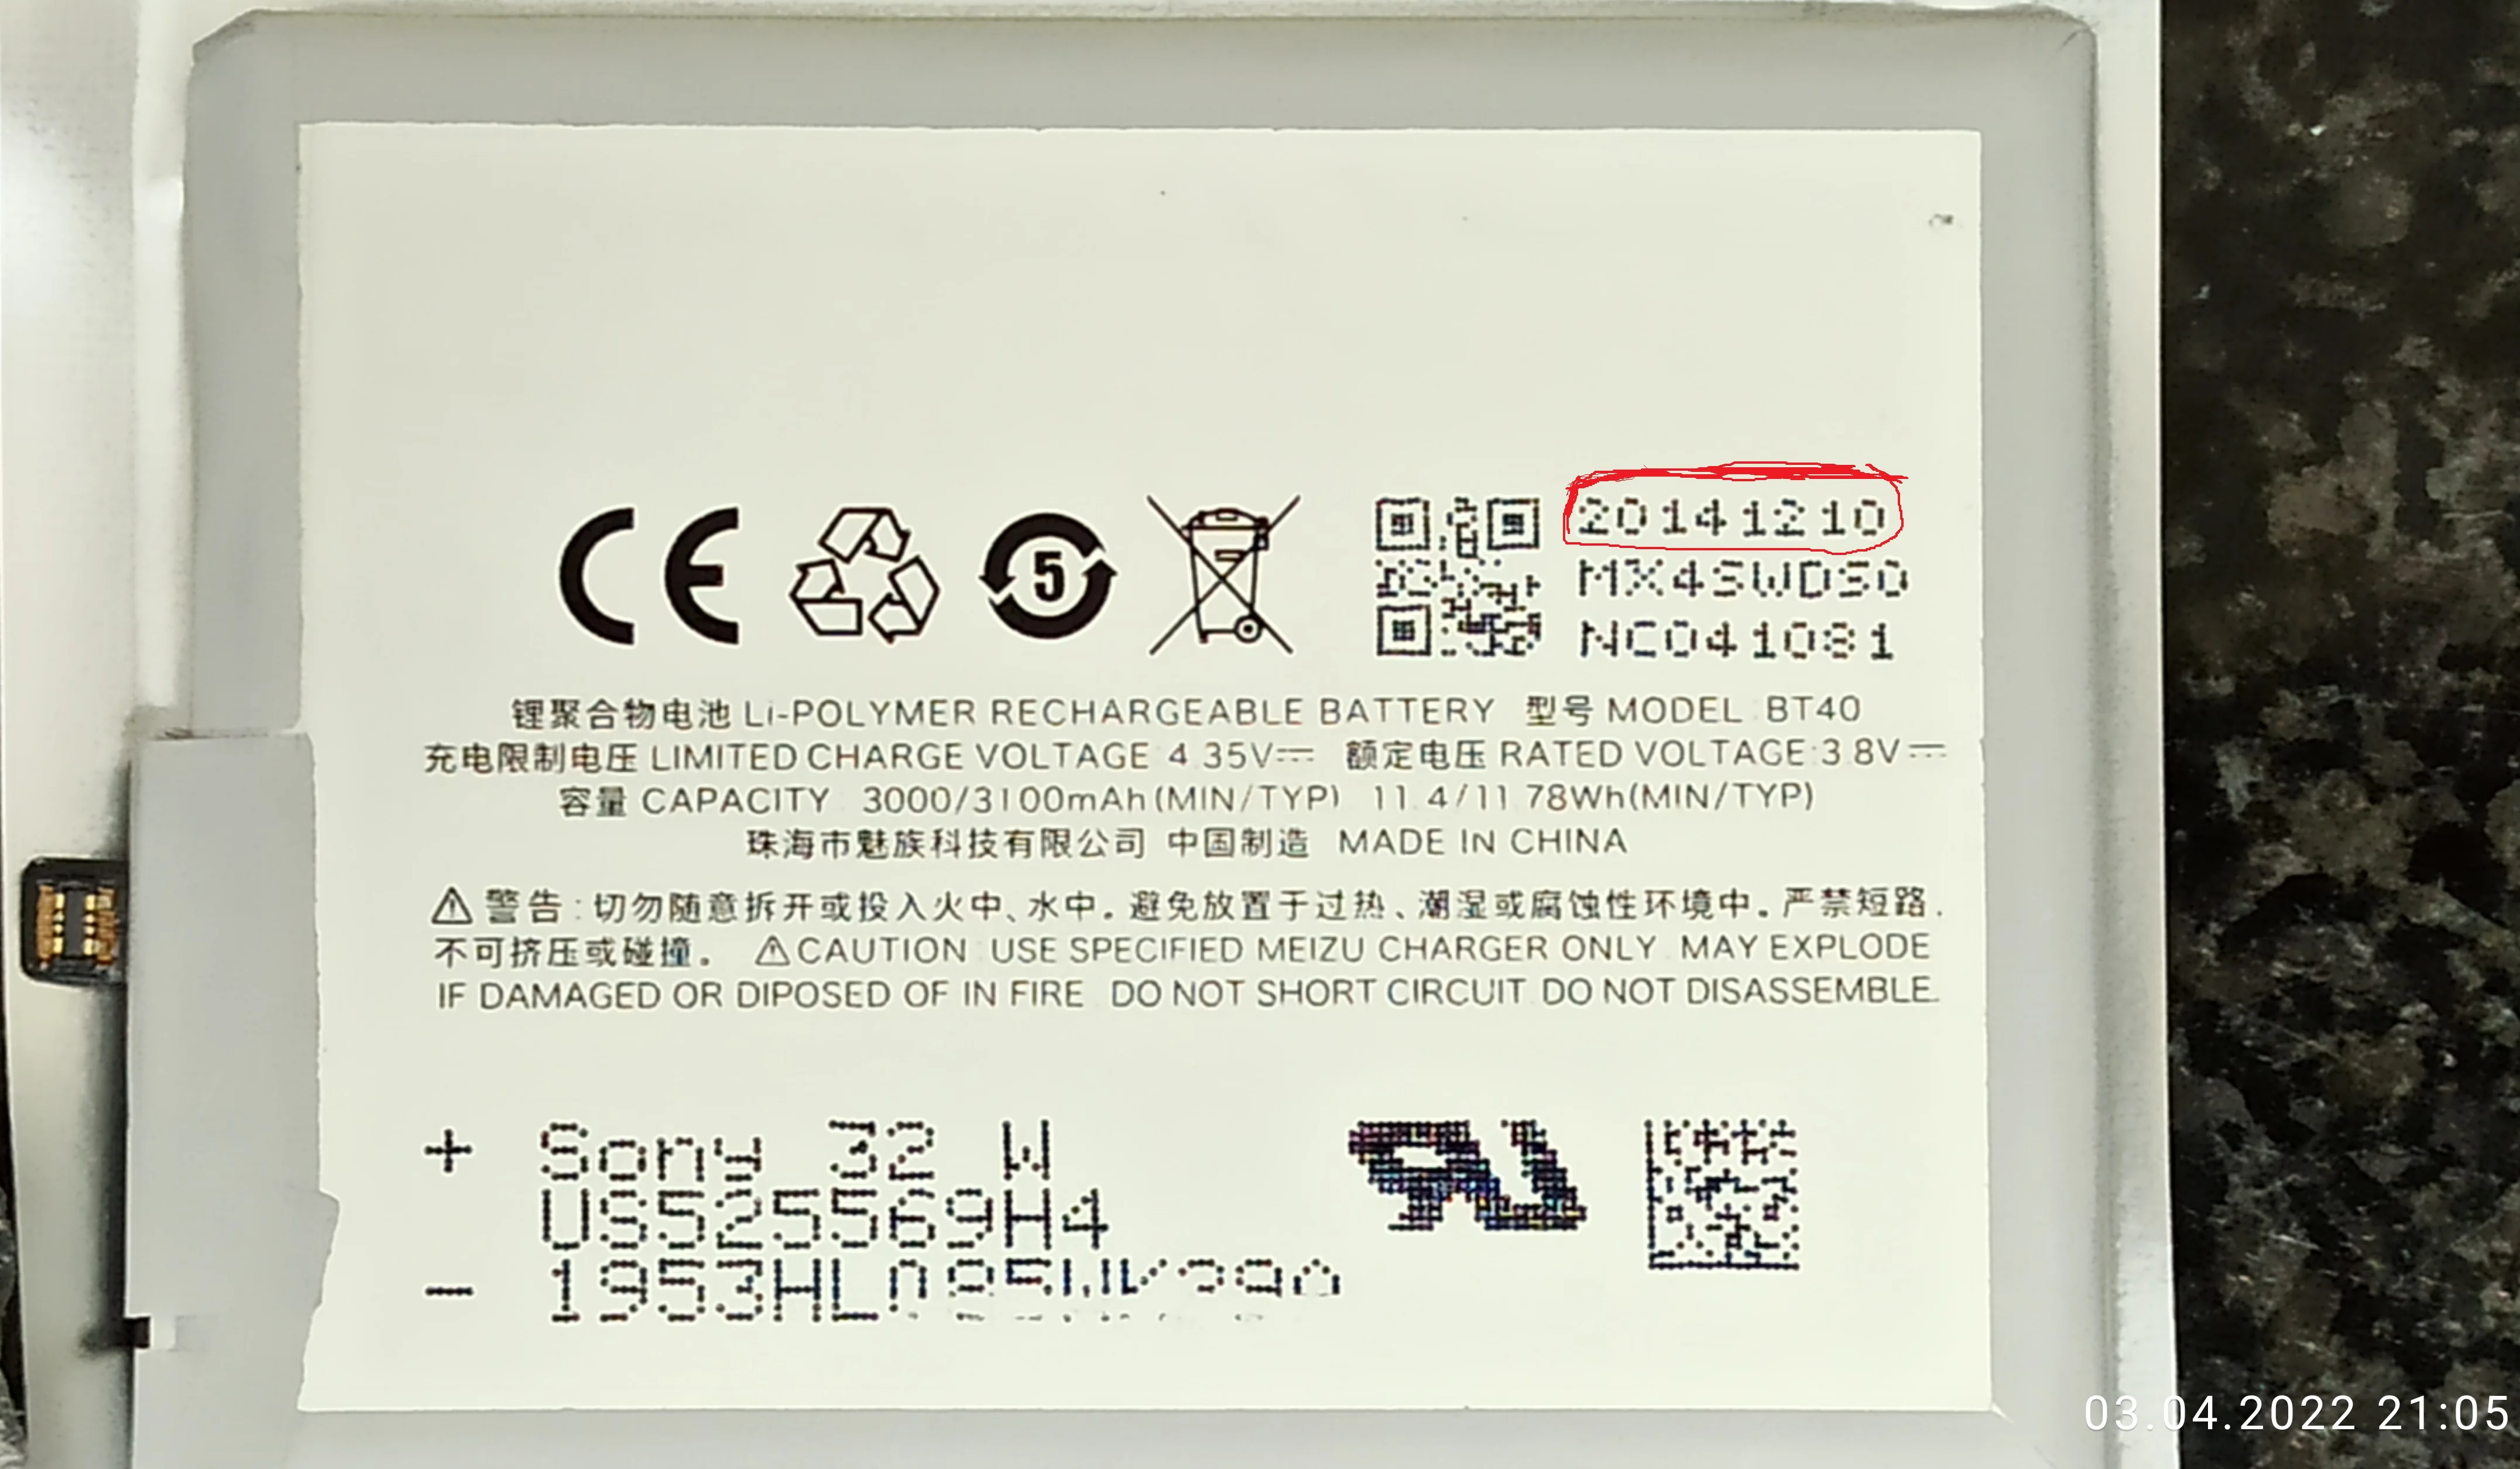 CE
5
20141210
MX4SWDS0
NC041081
锂聚合物电池 Li-POLYMER RECHARGEABLE BATTERY 型号 MODEL: BT40
充电限制电压 LIMITED CHARGE VOLTAGE: 4.35V⎓ 额定电压 RATED VOLTAGE:3.8V⎓
容量 CAPACITY: 3000/3100mAh(MIN/TYP) 11.4/11.78Wh(MIN/TYP)
珠海市魅族科技有限公司 中国制造 MADE IN CHINA
⚠ 警告: 切勿随意拆开或投入火中、水中。避免放置于过热、潮湿或腐蚀性环境中。严禁短路.
不可挤压或碰撞。 ⚠CAUTION: USE SPECIFIED MEIZU CHARGER ONLY. MAY EXPLODE
IF DAMAGED OR DIPOSED OF IN FIRE. DO NOT SHORT CIRCUIT. DO NOT DISASSEMBLE.
+ Sony 32 W
US525569H4
-
03.04.2022 21:05